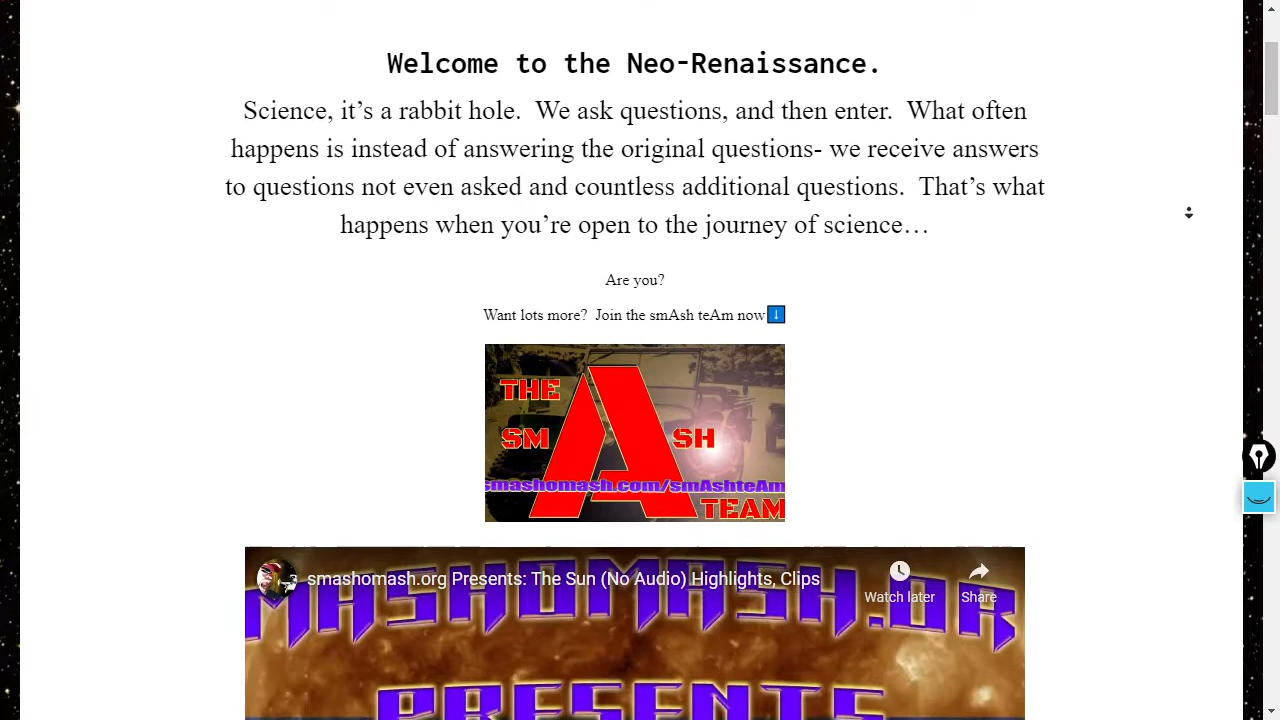 Welcome to the Neo-Renaissance.
Science, it’s a rabbit hole.  We ask questions, and then enter.  What often
happens is instead of answering the original questions- we receive answers
to questions not even asked and countless additional questions.  That’s what
happens when you’re open to the journey of science…
Are you?
Want lots more?  Join the smAsh teAm now
THE
SM A SH
smashomash.com/smAshteAm
TEAM
smashomash.org Presents: The Sun (No Audio) Highlights, Clips
Watch later
Share
MASHOMASH.OR
PRESENTS